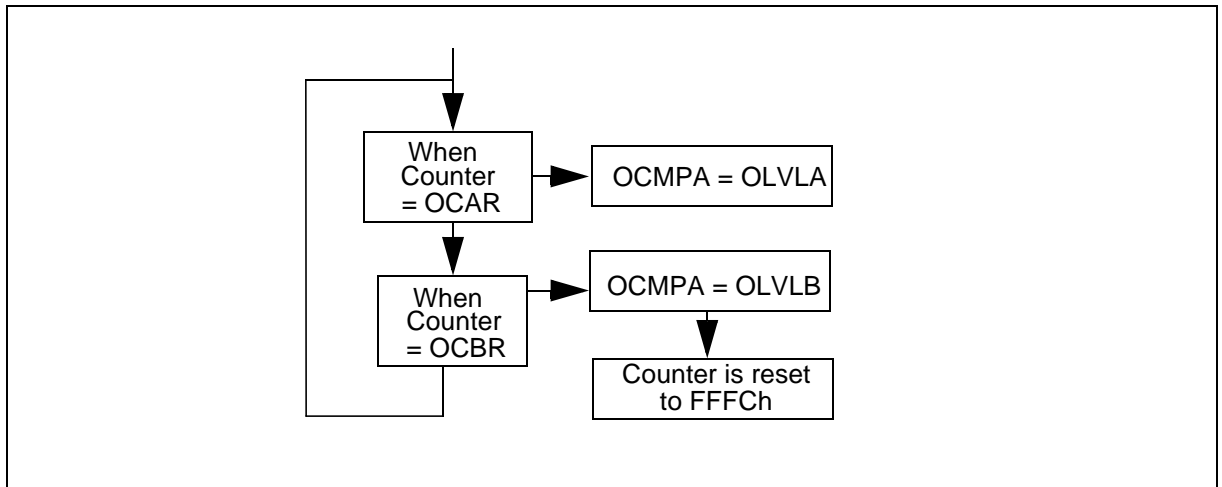 When
Counter
= OCAR
OCMPA = OLVLA
When
Counter
= OCBR
OCMPA = OLVLB
Counter is reset
to FFFCh